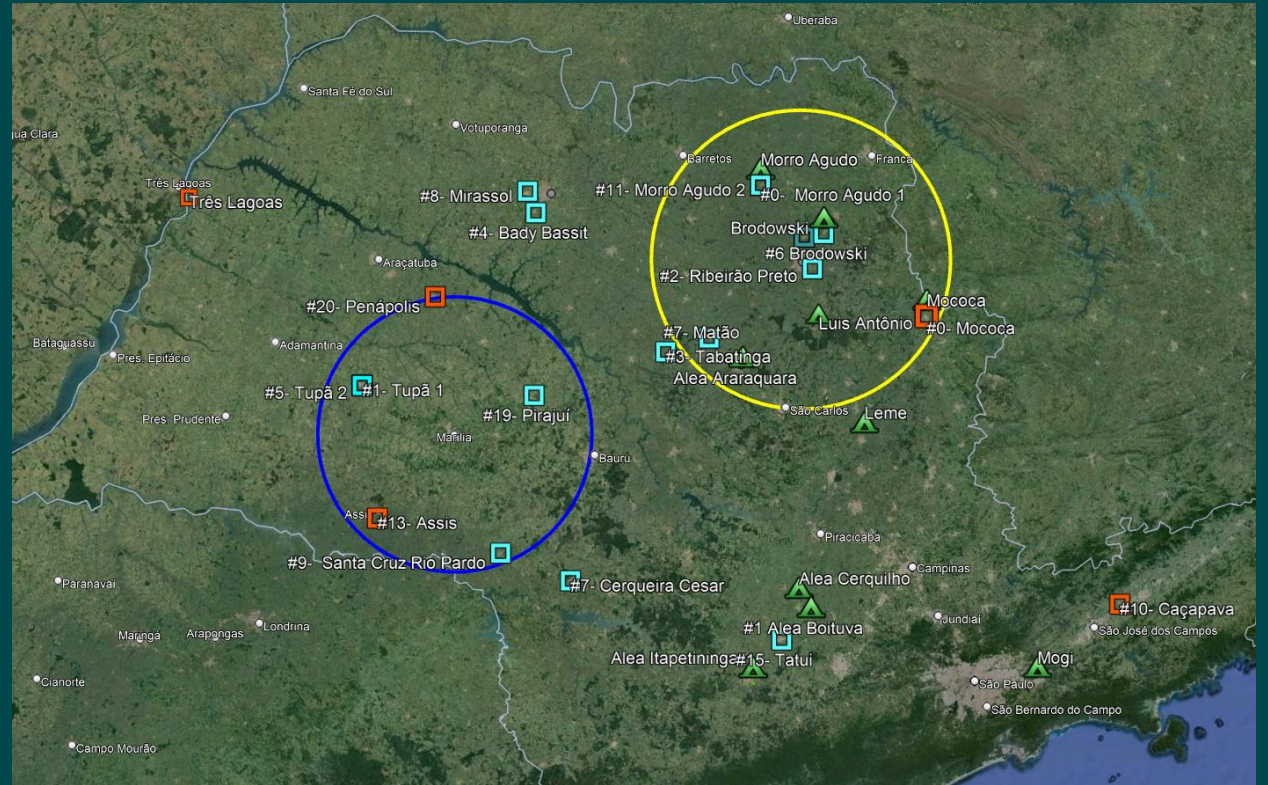 Uberaba
Santa Fé do Sul
Votuporanga
Água Clara
Barretos
Morro Agudo
Franca
Três Lagoas
Três Lagoas
#8- Mirassol
#11- Morro Agudo 2
#0- Morro Agudo 1
#4- Bady Bassit
Brodowski
#6 Brodowski
Araçatuba
#2- Ribeirão Preto
#20- Penápolis
Mococa
Luis Antônio
#0- Mococa
#7- Matão
Bataguassu
Adamantina
Pres. Epitácio
#3- Tabatinga
Alea Araraquara
#5- Tupã 2
#1- Tupã 1
São Carlos
Leme
#19- Pirajuí
Pres. Prudente
Marília
Bauru
Assis
#13- Assis
Piracicaba
#9- Santa Cruz Rio Pardo
Campinas
Paranavaí
#7- Cerqueira Cesar
Alea Cerquilho
#10- Caçapava
Jundiaí
Londrina
#1 Alea Boituva
São José dos Campos
Maringá
Arapongas
Alea Itapetininga
#15- Tatui
Mogi
Cianorte
São Paulo
São Bernardo do Campo
Campo Mourão